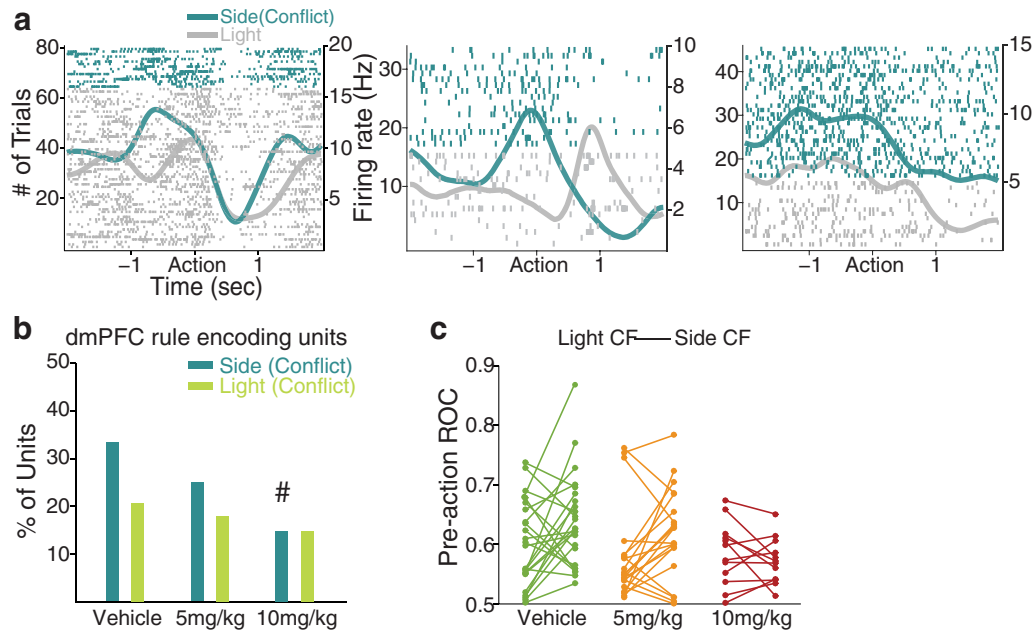 a
Side(Conflict)
Light
# of Trials
80
60
40
20
20
15
10
5
−1 Action 1
Time (sec)
Firing rate (Hz)
30
20
10
10
8
6
4
2
−1 Action 1
40
30
20
10
15
10
5
−1 Action 1
b
dmPFC rule encoding units
Side (Conflict)
Light (Conflict)
% of Units
50
40
30
20
10
#
Vehicle 5mg/kg 10mg/kg
c
Light CF Side CF
Pre-action ROC
0.9
0.8
0.7
0.6
0.5
Vehicle 5mg/kg 10mg/kg